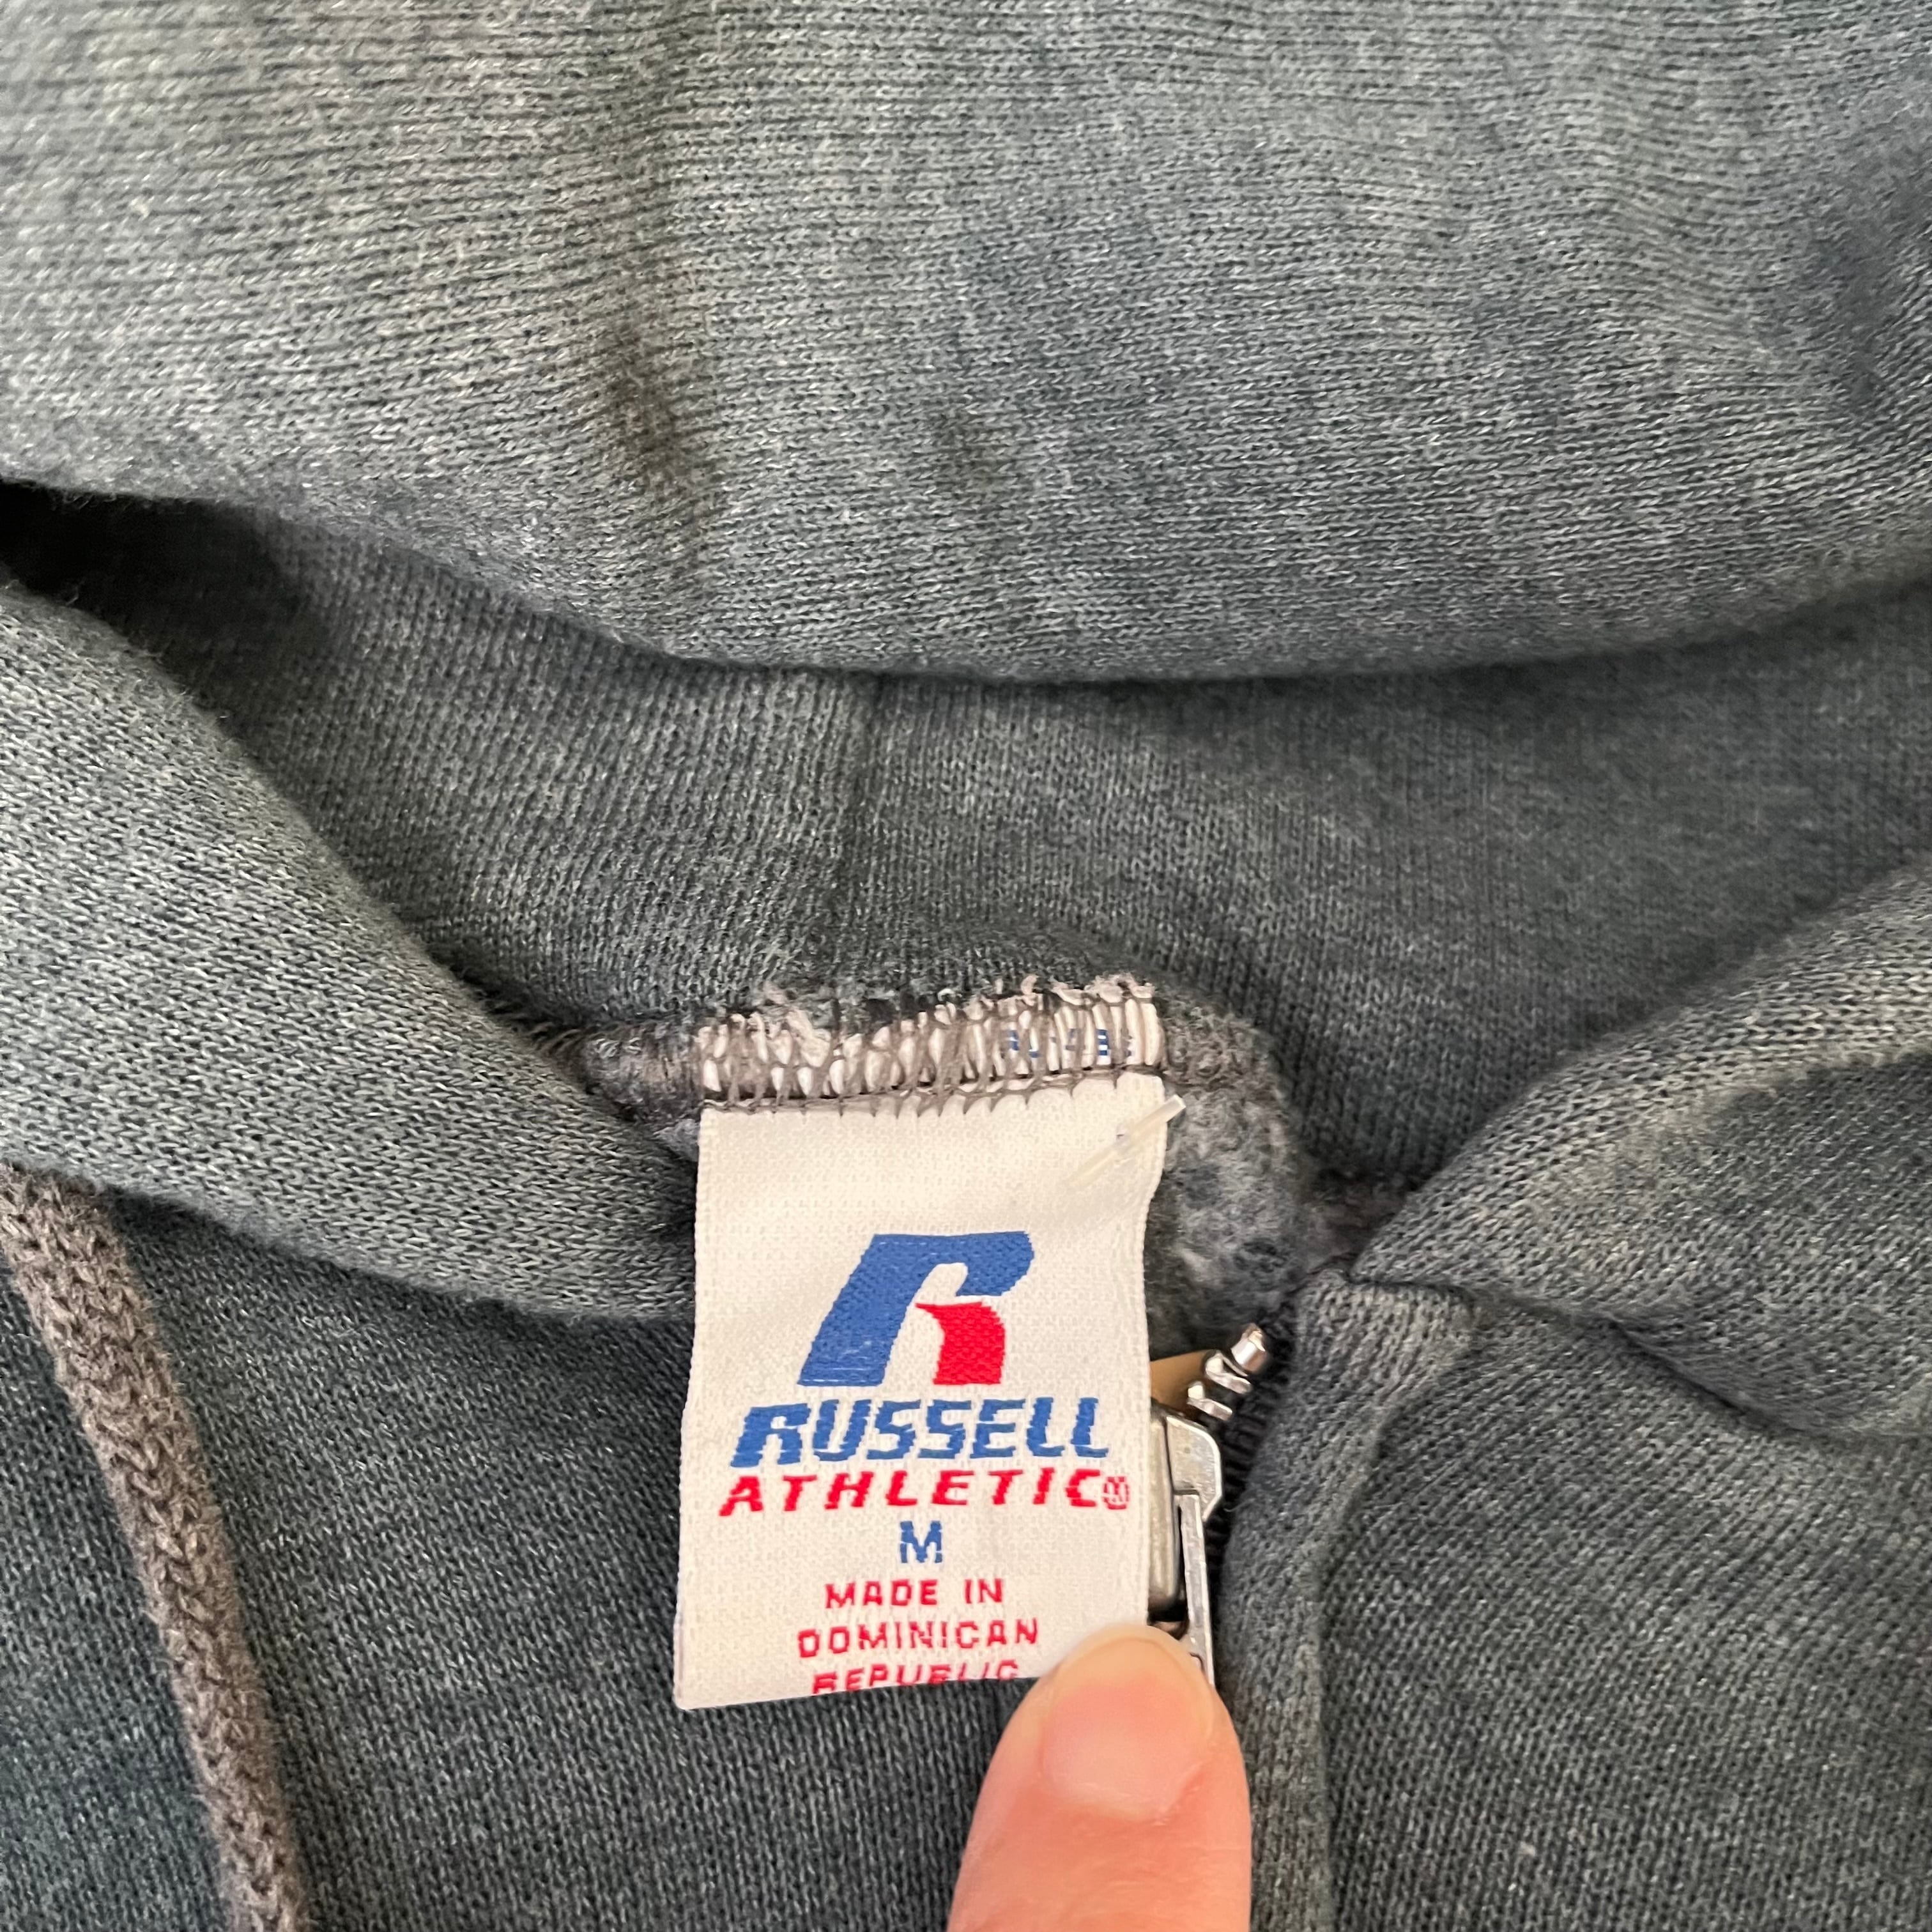 RUSSELL
ATHLETIC®
M
MADE IN
DOMINICAN
REPUBLIC